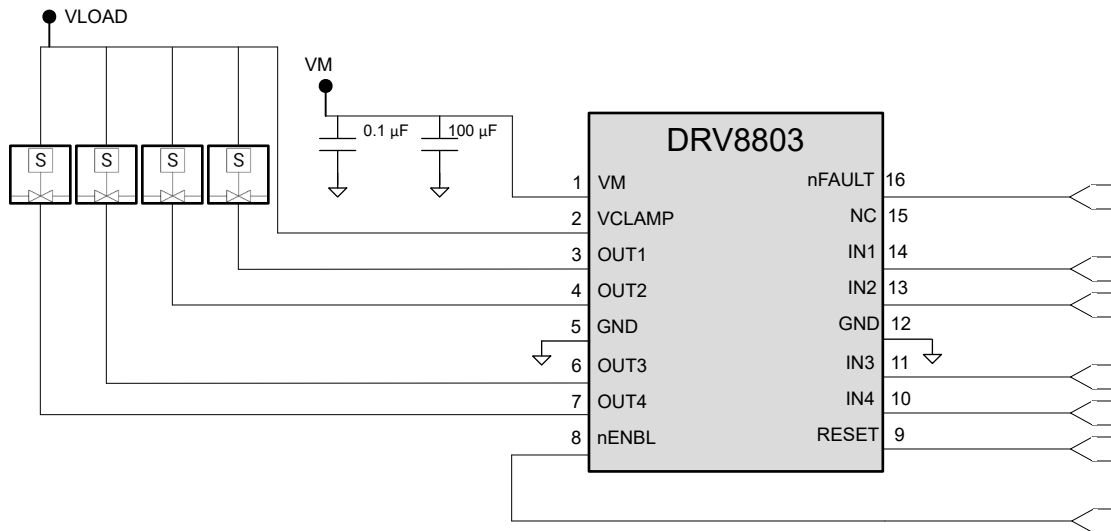 VLOAD
VM
0.1 µF
100 µF
S
S
S
S
DRV8803
1 VM
nFAULT 16
2 VCLAMP
NC 15
3 OUT1
IN1 14
4 OUT2
IN2 13
5 GND
GND 12
6 OUT3
IN3 11
7 OUT4
IN4 10
8 nENBL
RESET 9